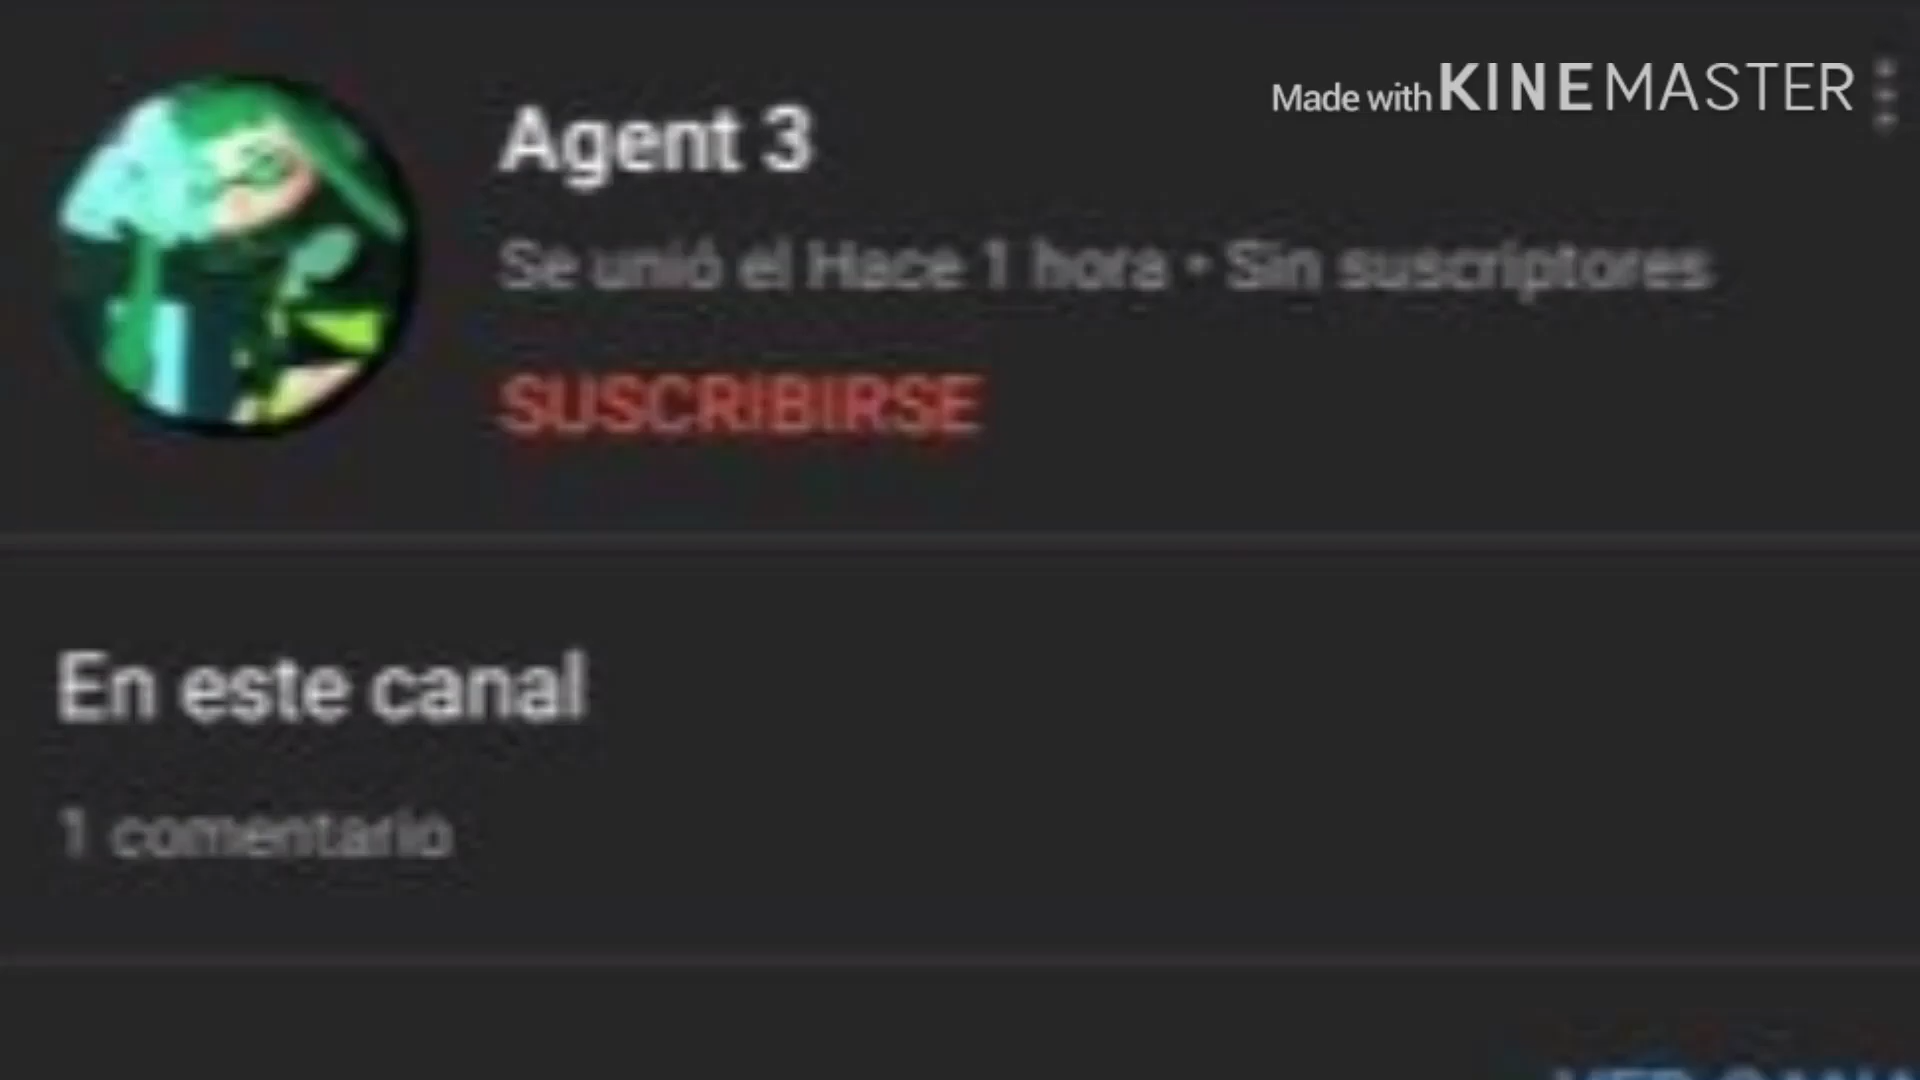 Made with KINEMASTER
Agent 3
Se unió el Hace 1 hora • Sin suscriptores
SUSCRIBIRSE
En este canal
1 comentario